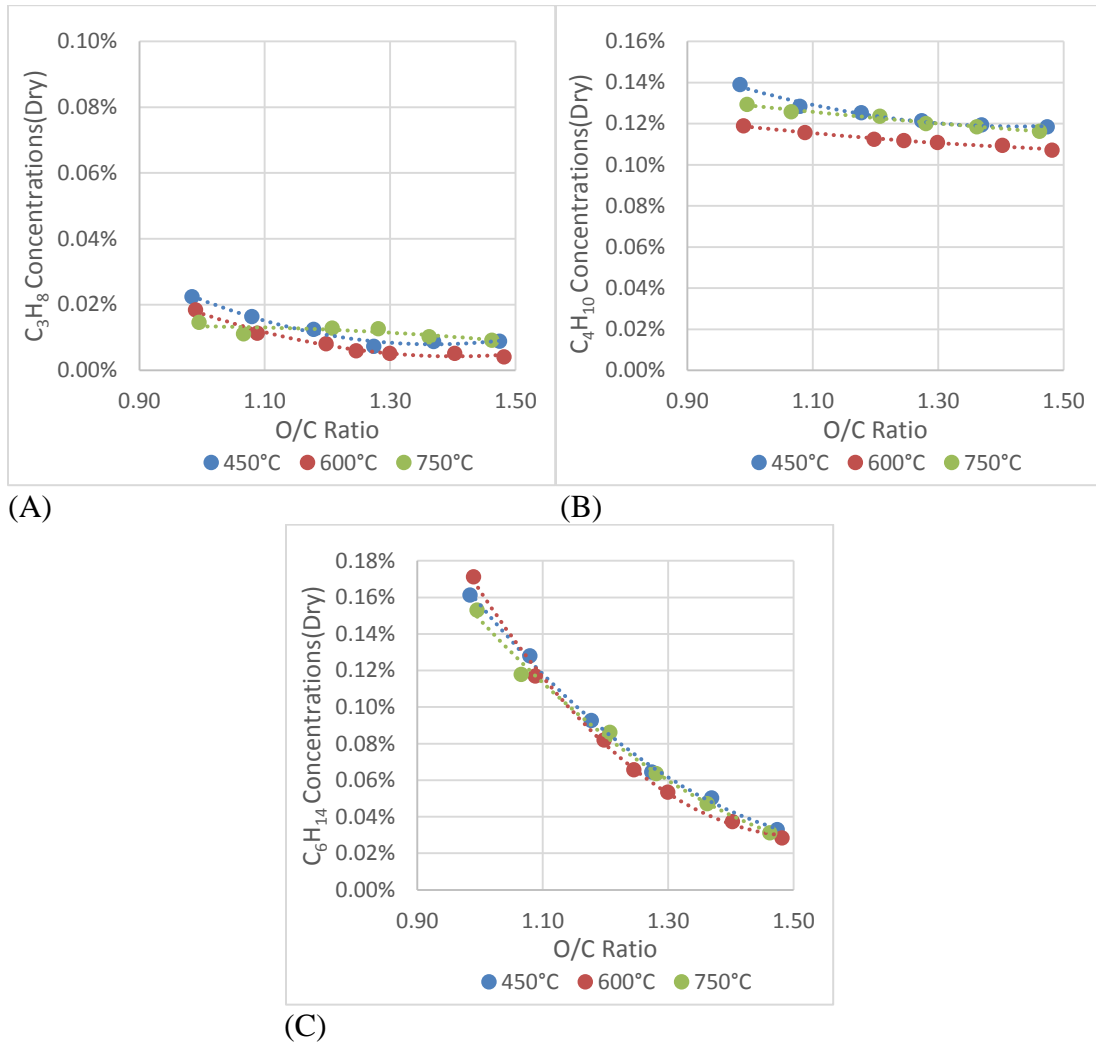 0.10%
0.08%
0.06%
0.04%
0.02%
0.00%
0.90 1.10 1.30 1.50
C3H8 Concentrations(Dry)
O/C Ratio
450°C 600°C 750°C
(A)
0.16%
0.14%
0.12%
0.10%
0.08%
0.06%
0.04%
0.02%
0.00%
0.90 1.10 1.30 1.50
C4H10 Concentrations(Dry)
O/C Ratio
450°C 600°C 750°C
(B)
0.18%
0.16%
0.14%
0.12%
0.10%
0.08%
0.06%
0.04%
0.02%
0.00%
0.90 1.10 1.30 1.50
C6H14 Concentrations(Dry)
O/C Ratio
450°C 600°C 750°C
(C)